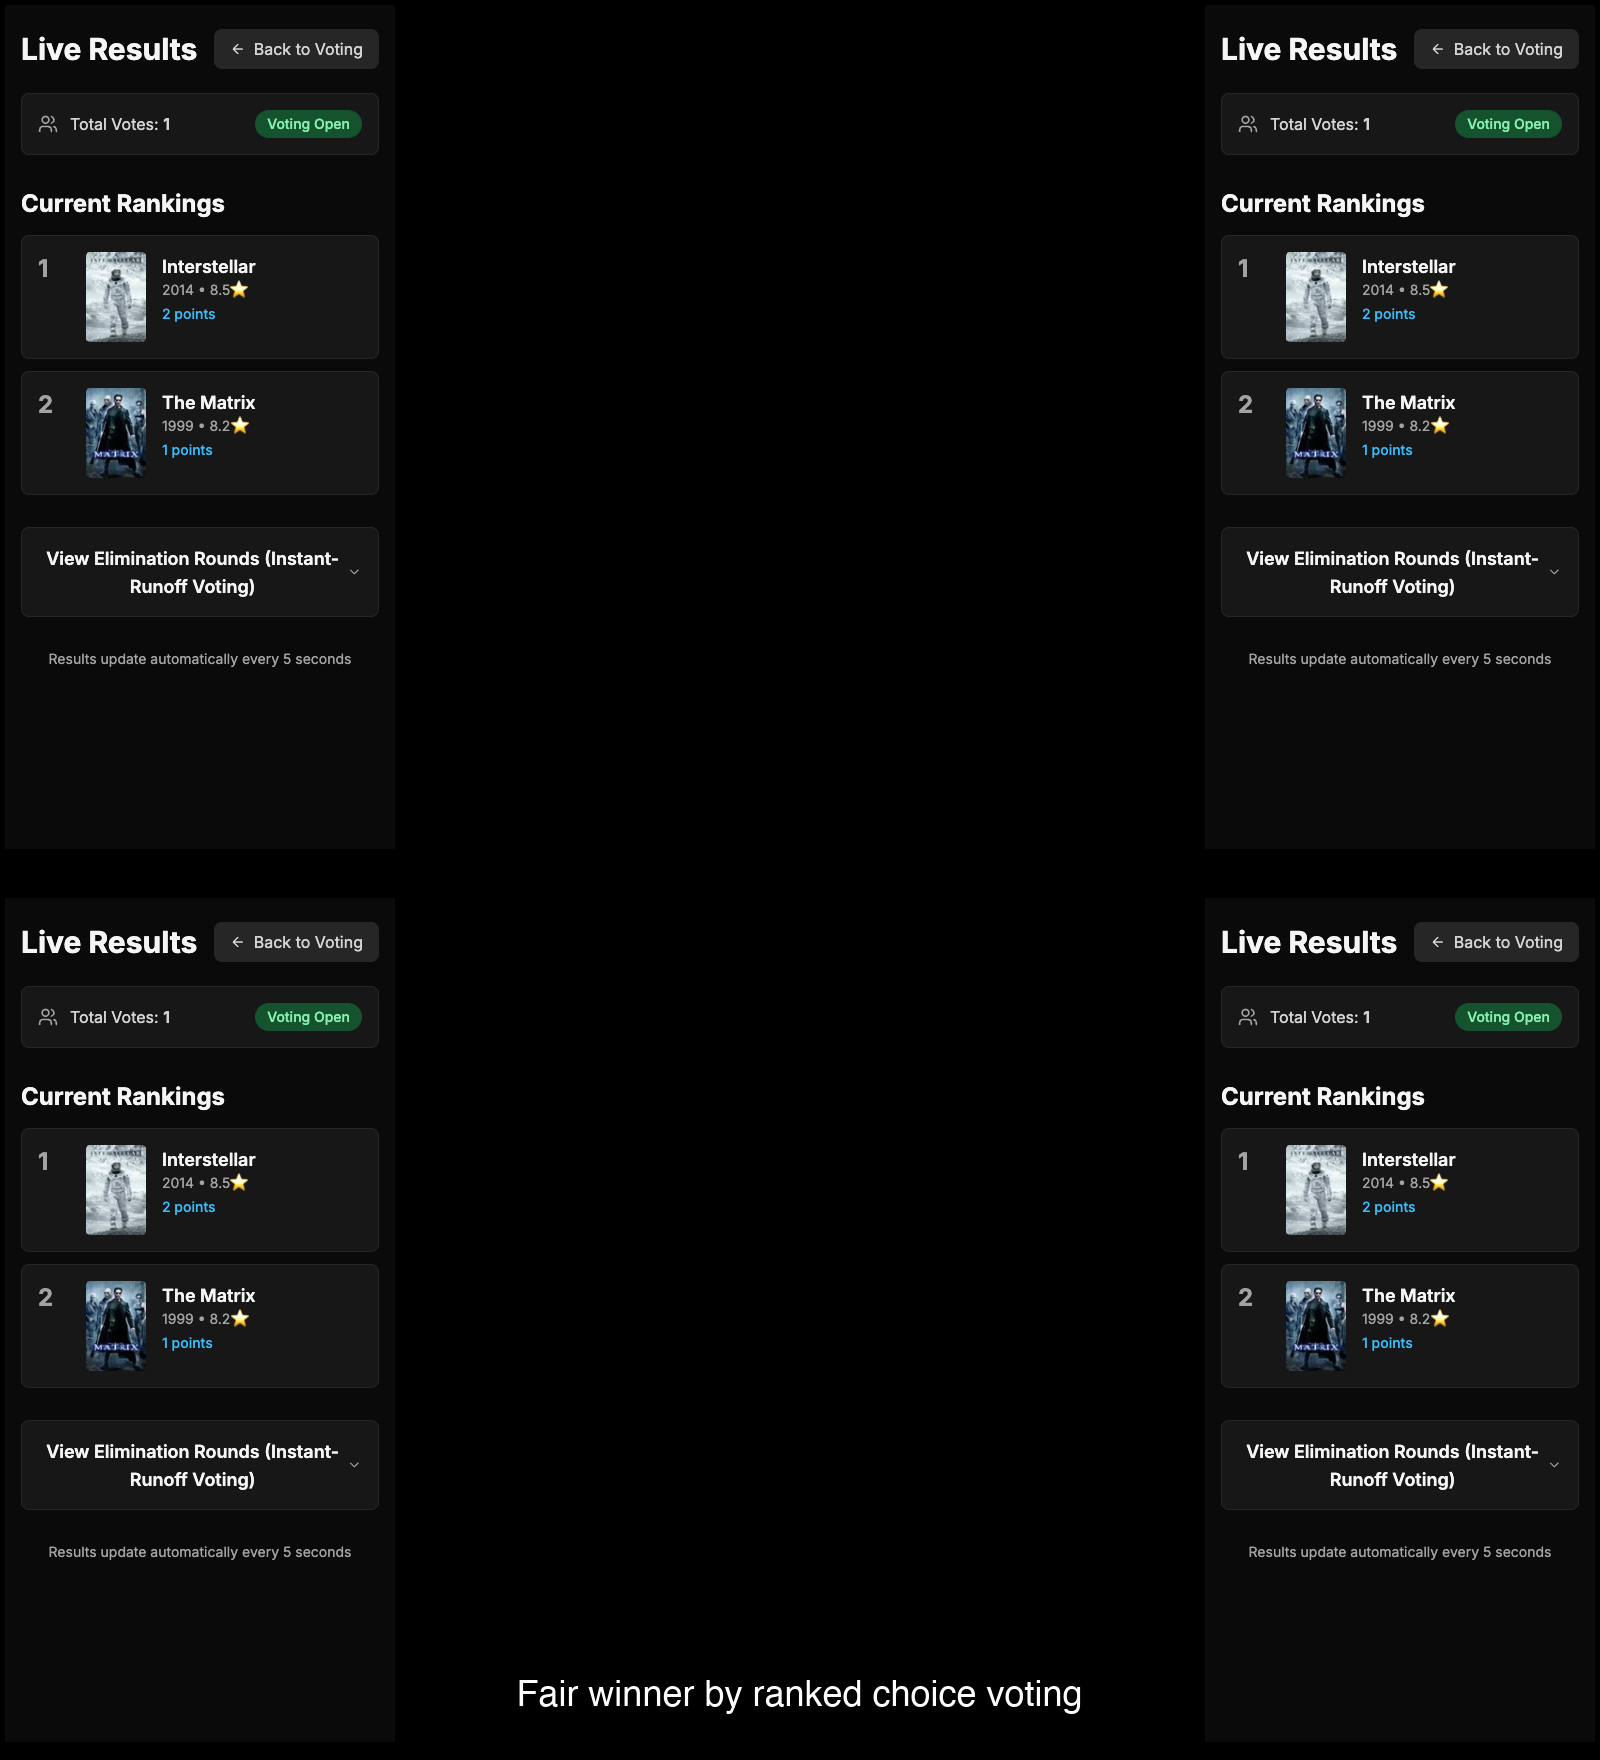 Live Results
← Back to Voting
Total Votes: 1
Voting Open
Current Rankings
1
INTERSTELLAR
Interstellar
2014 • 8.5⭐
2 points
2
MATRIX
The Matrix
1999 • 8.2⭐
1 points
View Elimination Rounds (Instant-
Runoff Voting)
Results update automatically every 5 seconds
Live Results
← Back to Voting
Total Votes: 1
Voting Open
Current Rankings
1
INTERSTELLAR
Interstellar
2014 • 8.5⭐
2 points
2
MATRIX
The Matrix
1999 • 8.2⭐
1 points
View Elimination Rounds (Instant-
Runoff Voting)
Results update automatically every 5 seconds
Live Results
← Back to Voting
Total Votes: 1
Voting Open
Current Rankings
1
INTERSTELLAR
Interstellar
2014 • 8.5⭐
2 points
2
MATRIX
The Matrix
1999 • 8.2⭐
1 points
View Elimination Rounds (Instant-
Runoff Voting)
Results update automatically every 5 seconds
Live Results
← Back to Voting
Total Votes: 1
Voting Open
Current Rankings
1
INTERSTELLAR
Interstellar
2014 • 8.5⭐
2 points
2
MATRIX
The Matrix
1999 • 8.2⭐
1 points
View Elimination Rounds (Instant-
Runoff Voting)
Results update automatically every 5 seconds
Fair winner by ranked choice voting